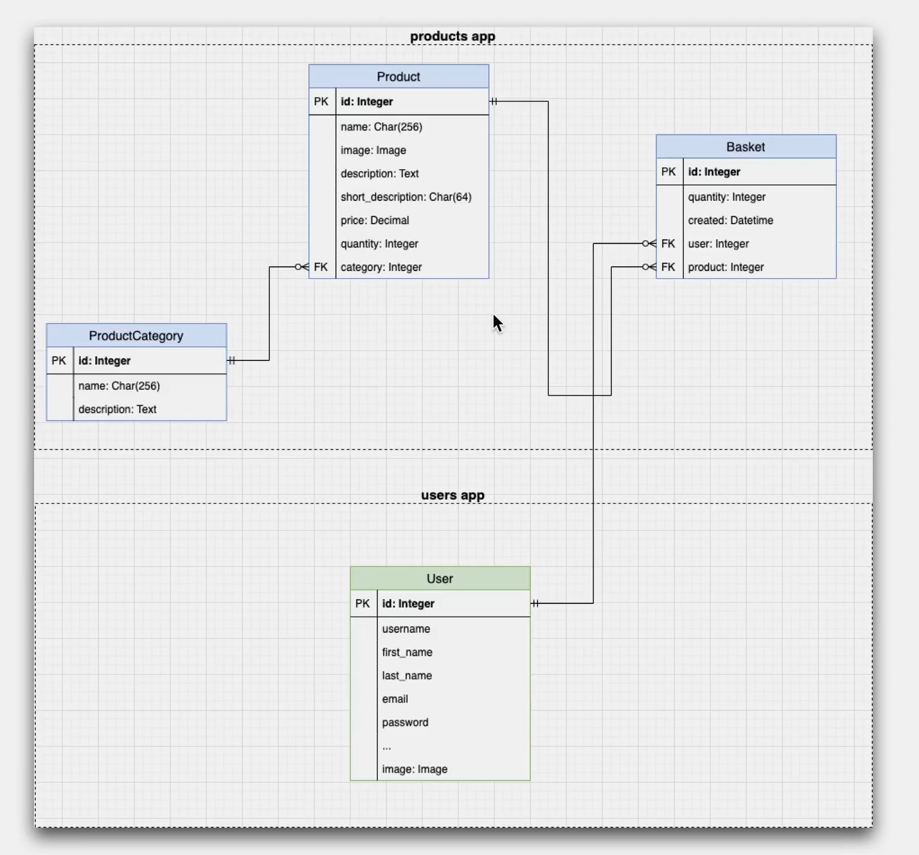 products app
Product
PK id: Integer
name: Char(256)
image: Image
description: Text
short_description: Char(64)
price: Decimal
quantity: Integer
FK category: Integer
Basket
PK id: Integer
quantity: Integer
created: Datetime
FK user: Integer
FK product: Integer
ProductCategory
PK id: Integer
name: Char(256)
description: Text
users app
User
PK id: Integer
username
first_name
last_name
email
password
...
image: Image